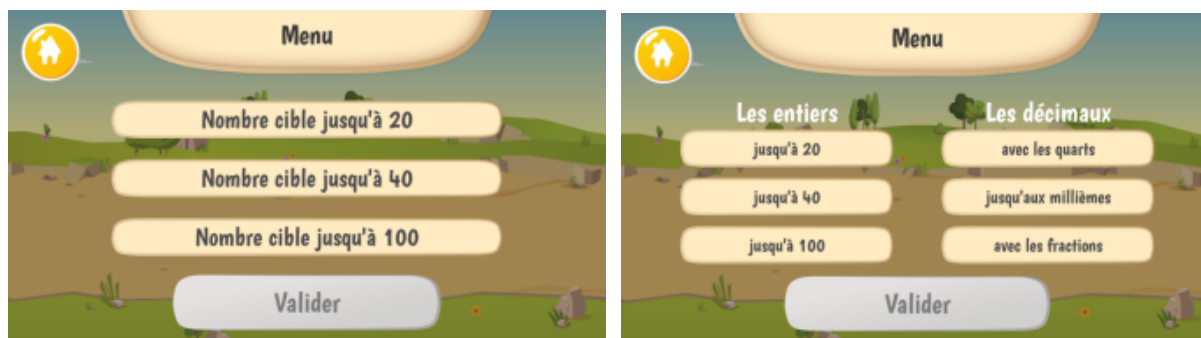 Menu
Nombre cible jusqu'à 20
Nombre cible jusqu'à 40
Nombre cible jusqu'à 100
Valider
Menu
Les entiers
jusqu'à 20
jusqu'à 40
jusqu'à 100
Les décimaux
avec les quarts
jusqu'aux millièmes
avec les fractions
Valider